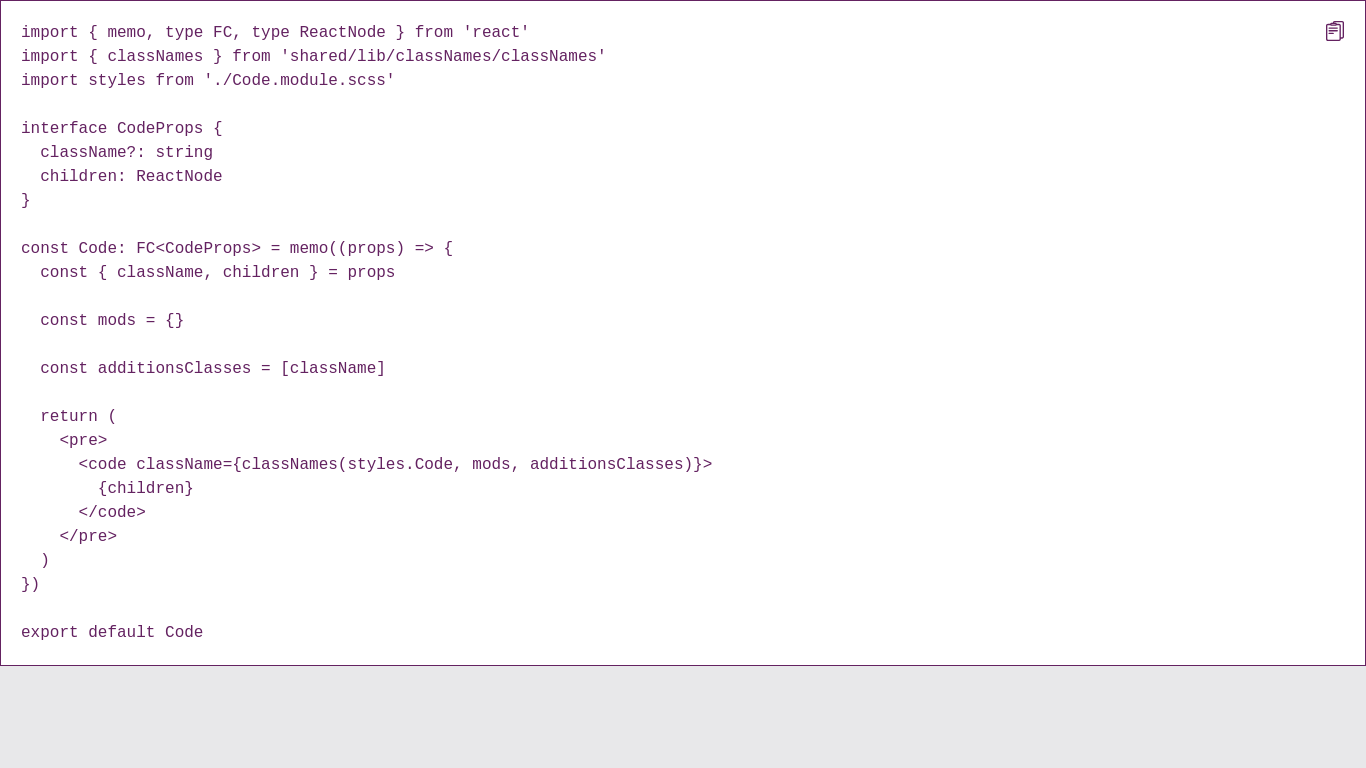 import { memo, type FC, type ReactNode } from 'react'
import { classNames } from 'shared/lib/classNames/classNames'
import styles from './Code.module.scss'

interface CodeProps {
  className?: string
  children: ReactNode
}

const Code: FC<CodeProps> = memo((props) => {
  const { className, children } = props

  const mods = {}

  const additionsClasses = [className]

  return (
    <pre>
      <code className={classNames(styles.Code, mods, additionsClasses)}>
        {children}
      </code>
    </pre>
  )
})

export default Code